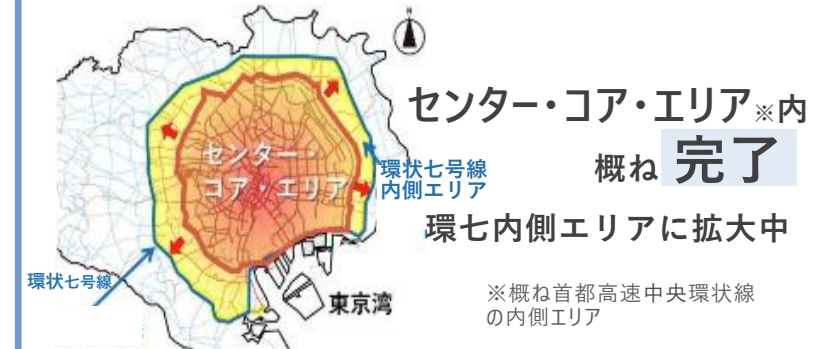 センター・コア・エリア※内
概ね 完了
環七内側エリアに拡大中
※概ね首都高速中央環状線
の内側エリア
センター・
コア・エリア
環状七号線
内側エリア
環状七号線
東京湾